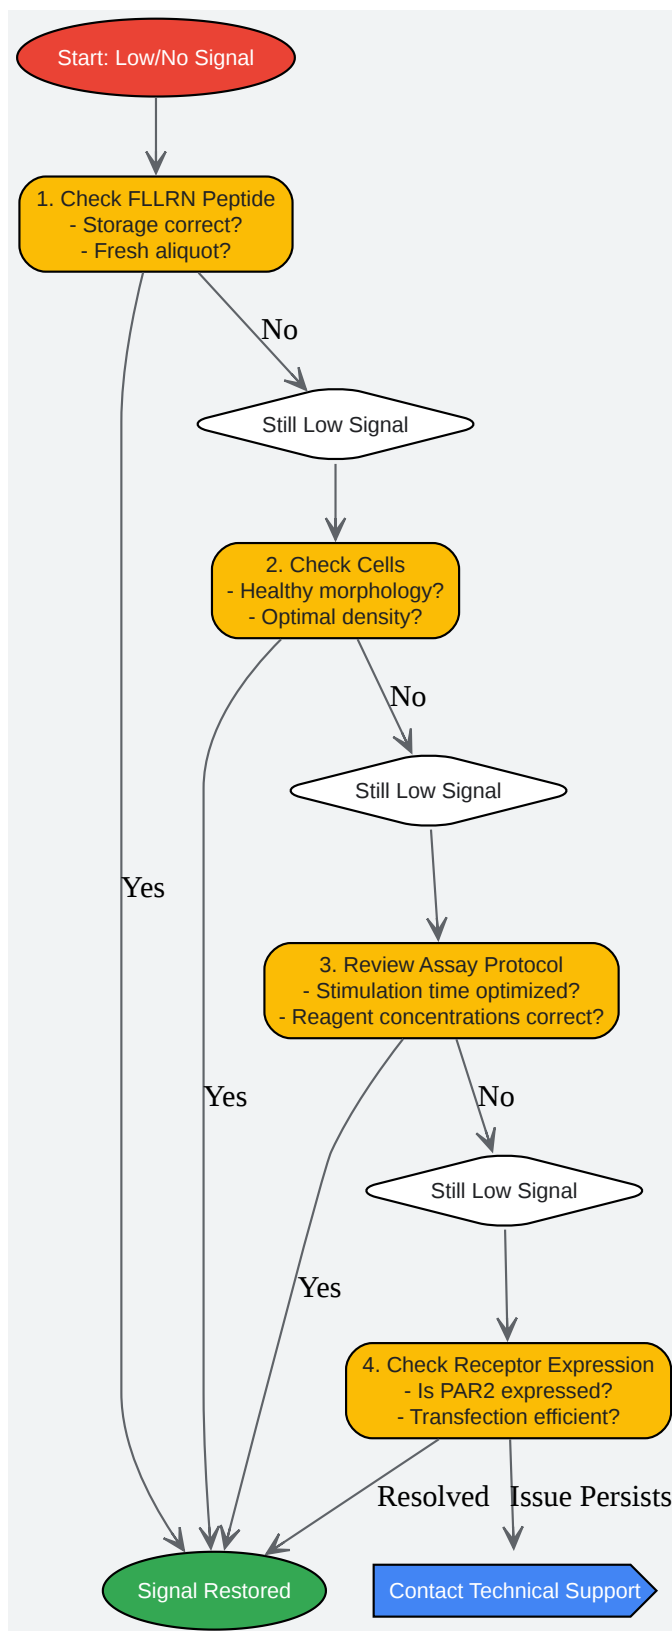 Start: Low/No Signal
1. Check FLLRN Peptide
- Storage correct?
- Fresh aliquot?
No
Still Low Signal
2. Check Cells
- Healthy morphology?
- Optimal density?
No
Still Low Signal
Yes
3. Review Assay Protocol
- Stimulation time optimized?
- Reagent concentrations correct?
Yes
No
Still Low Signal
Yes
4. Check Receptor Expression
- Is PAR2 expressed?
- Transfection efficient?
Resolved
Issue Persists
Signal Restored
Contact Technical Support